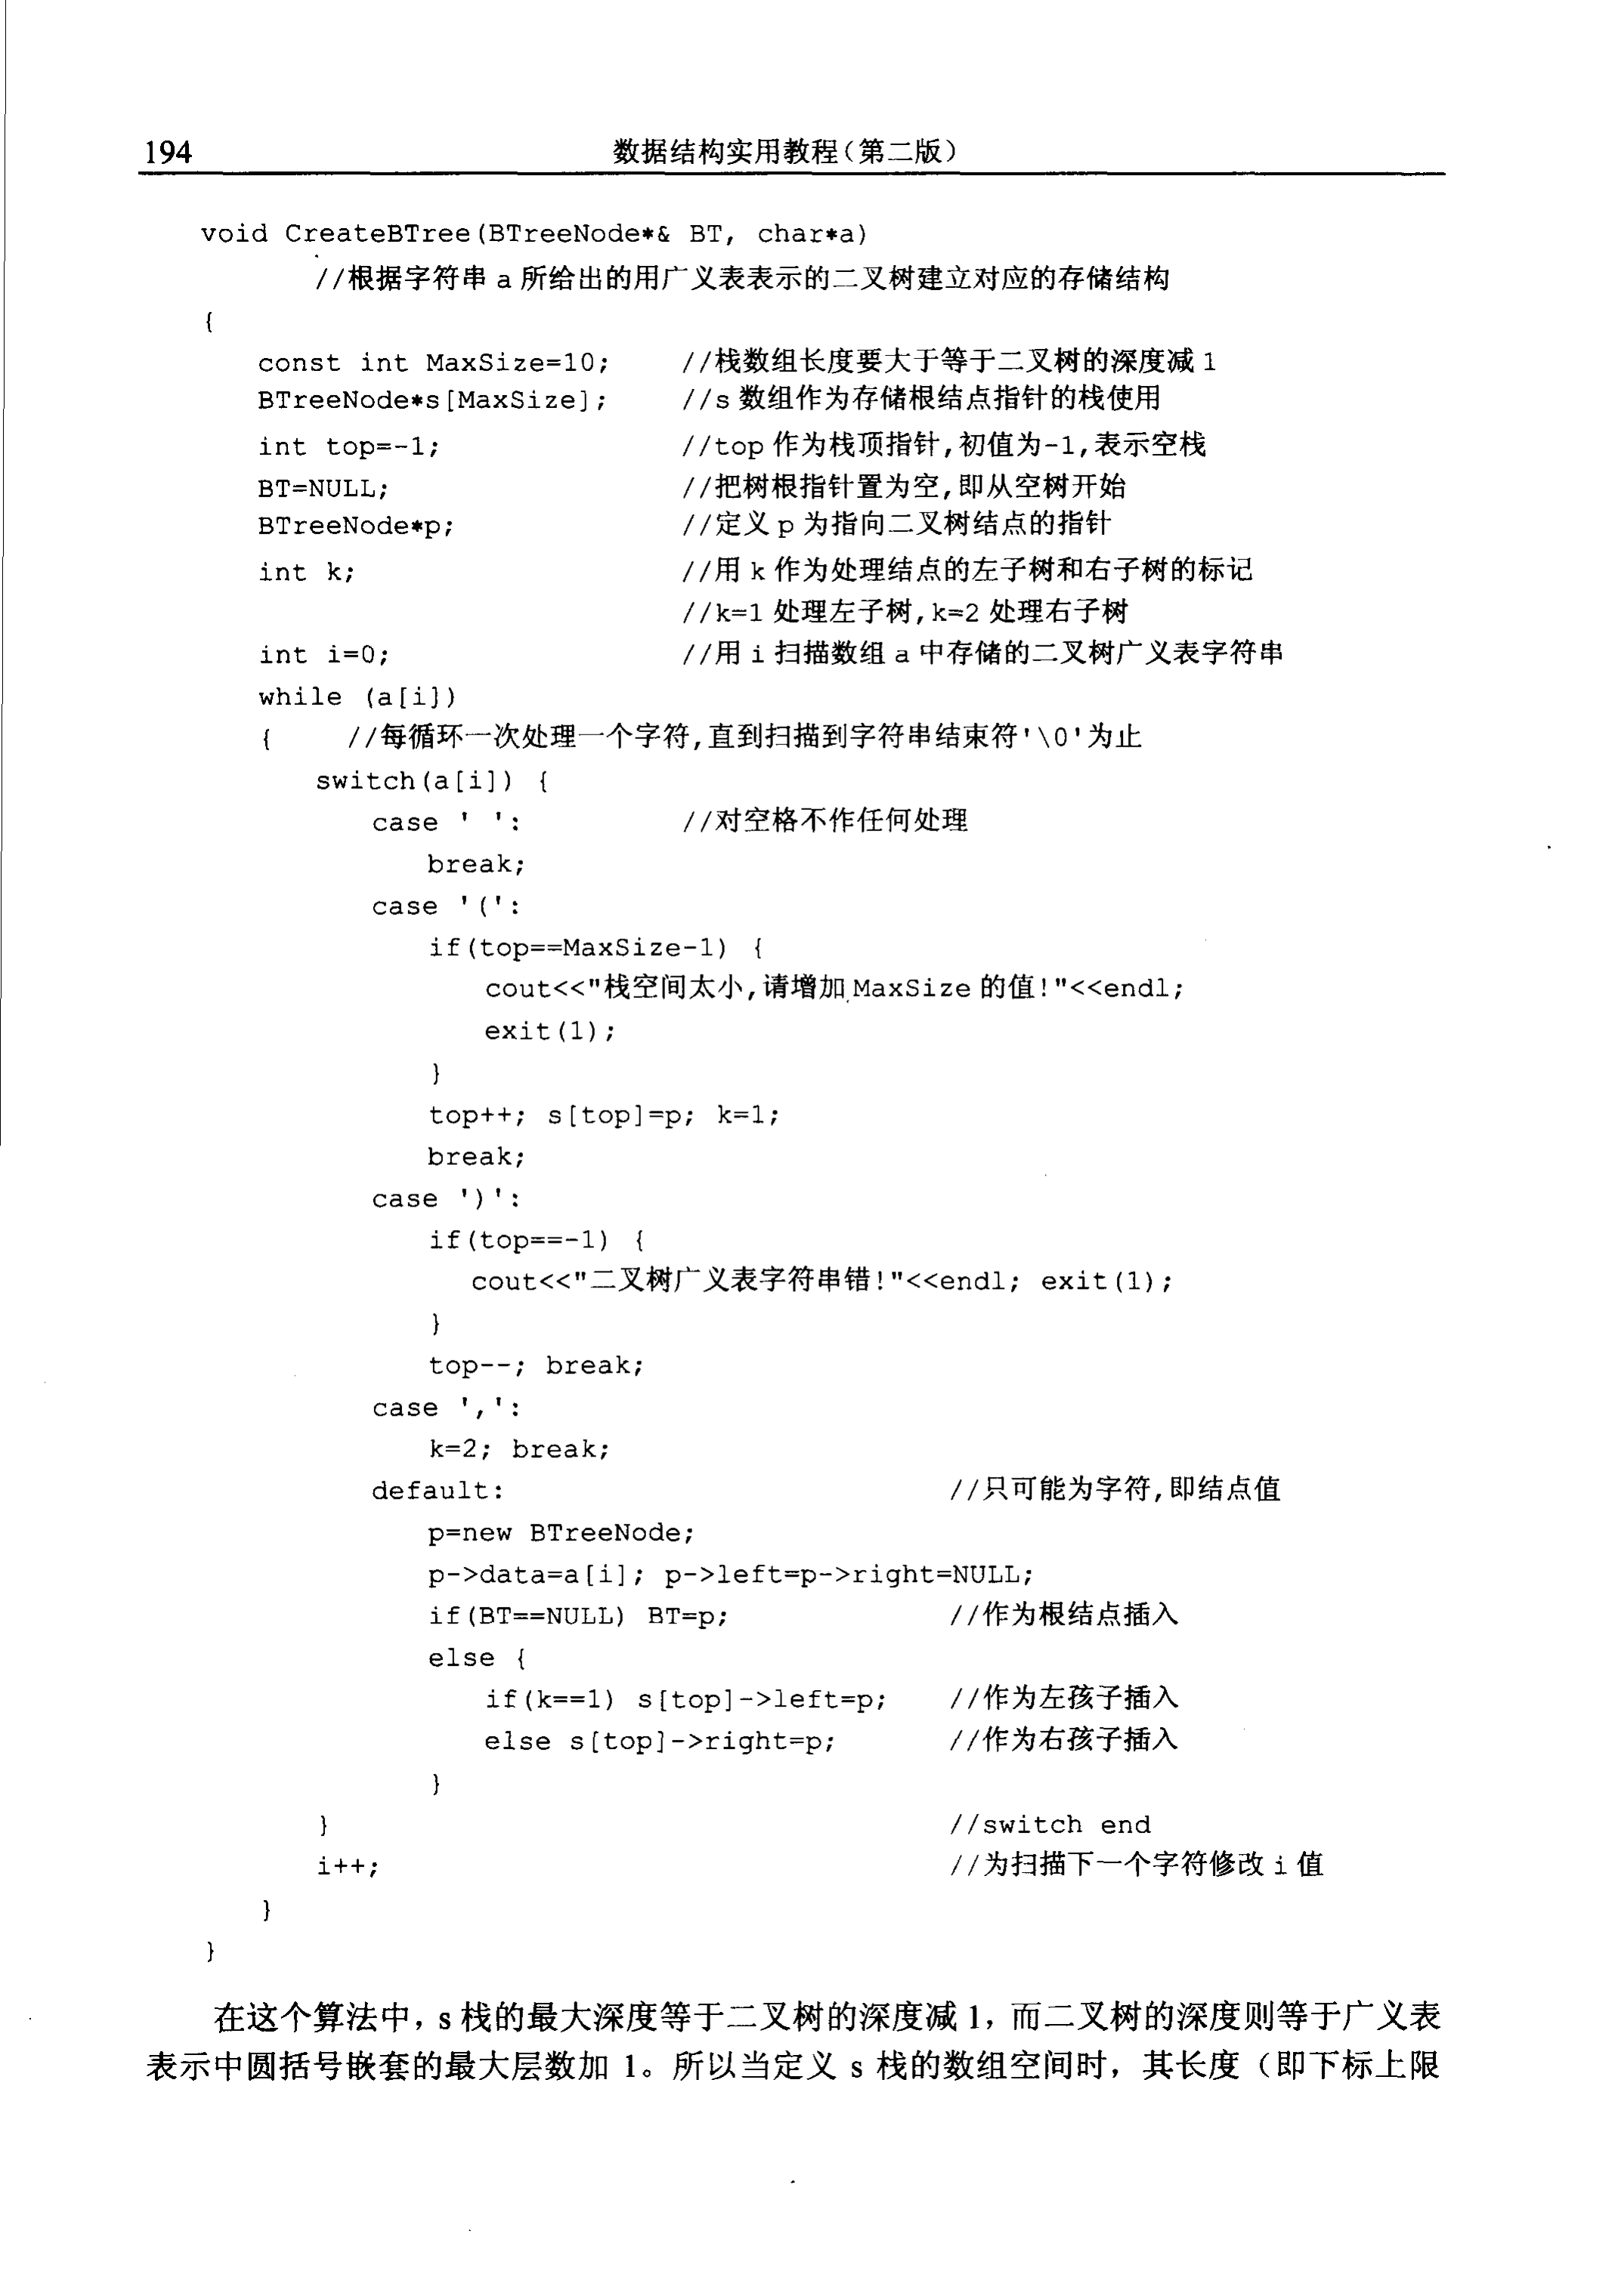 194 数据结构实用教程(第二版)
void CreateBTree(BTreeNode*& BT, char*a)
//根据字符串 a 所给出的用广义表表示的二叉树建立对应的存储结构
{
const int MaxSize=10; //栈数组长度要大于等于二叉树的深度减 1
BTreeNode*s[MaxSize]; //s 数组作为存储根结点指针的栈使用
int top=-1; //top 作为栈顶指针,初值为-1,表示空栈
BT=NULL; //把树根指针置为空,即从空树开始
BTreeNode*p; //定义 p 为指向二叉树结点的指针
int k; //用 k 作为处理结点的左子树和右子树的标记
//k=1 处理左子树,k=2 处理右子树
int i=0; //用 i 扫描数组 a 中存储的二叉树广义表字符串
while (a[i])
{ //每循环一次处理一个字符,直到扫描到字符串结束符'\0'为止
switch(a[i]) {
case ' ': //对空格不作任何处理
break;
case '(':
if(top==MaxSize-1) {
cout<<"栈空间太小,请增加 MaxSize 的值!"<<endl;
exit(1);
}
top++; s[top]=p; k=1;
break;
case ')':
if(top==-1) {
cout<<"二叉树广义表字符串错!"<<endl; exit(1);
}
top--; break;
case ',':
k=2; break;
default: //只可能为字符,即结点值
p=new BTreeNode;
p->data=a[i]; p->left=p->right=NULL;
if(BT==NULL) BT=p; //作为根结点插入
else {
if(k==1) s[top]->left=p; //作为左孩子插入
else s[top]->right=p; //作为右孩子插入
}
} //switch end
i++; //为扫描下一个字符修改 i 值
}
}
在这个算法中，s 栈的最大深度等于二叉树的深度减 1，而二叉树的深度则等于广义表
表示中圆括号嵌套的最大层数加 1。所以当定义 s 栈的数组空间时，其长度（即下标上限